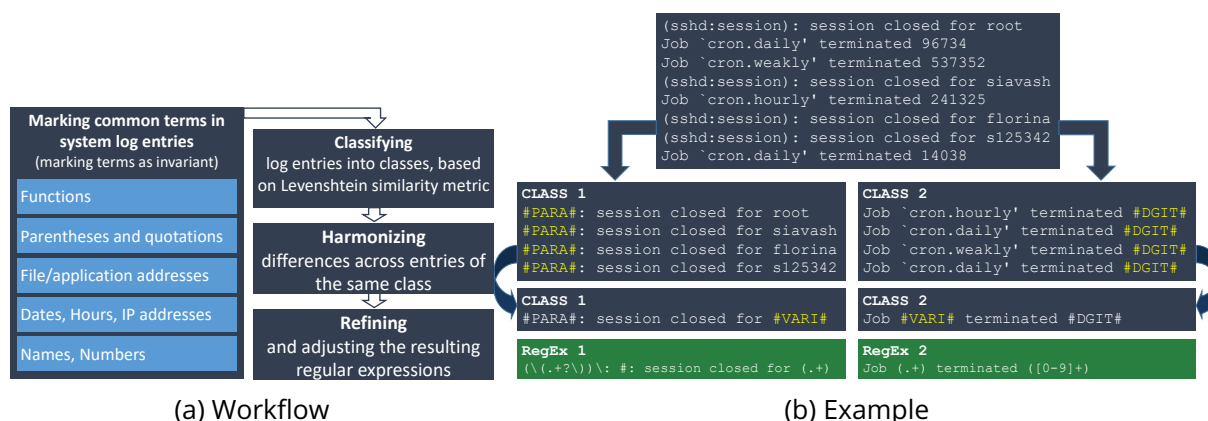 (sshd:session): session closed for root
Job `cron.daily' terminated 96734
Job `cron.weakly' terminated 537352
(sshd:session): session closed for siavash
Job `cron.hourly' terminated 241325
(sshd:session): session closed for florina
(sshd:session): session closed for s125342
Job `cron.daily' terminated 14038
Marking common terms in
system log entries
(marking terms as invariant)
Functions
Parentheses and quotations
File/application addresses
Dates, Hours, IP addresses
Names, Numbers
Classifying
log entries into classes, based
on Levenshtein similarity metric
Harmonizing
differences across entries of
the same class
Refining
and adjusting the resulting
regular expressions
CLASS 1
#PARA#: session closed for root
#PARA#: session closed for siavash
#PARA#: session closed for florina
#PARA#: session closed for s125342
CLASS 2
Job `cron.hourly' terminated #DGIT#
Job `cron.daily' terminated #DGIT#
Job `cron.weakly' terminated #DGIT#
Job `cron.daily' terminated #DGIT#
CLASS 1
#PARA#: session closed for #VARI#
CLASS 2
Job #VARI# terminated #DGIT#
RegEx 1
(\(.+?\))\: #: session closed for (.+)
RegEx 2
Job (.+) terminated ([0-9]+)
(a) Workflow
(b) Example